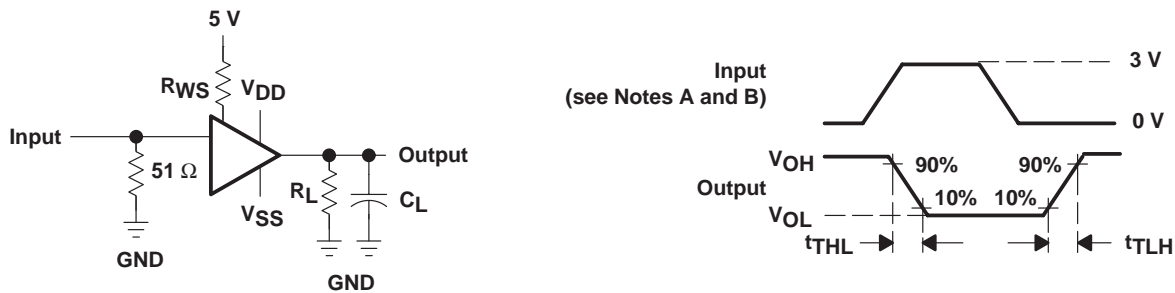 5 V
RWS
VDD
Input
51 Ω
VSS
RL
CL
Output
GND
GND
Input
(see Notes A and B)
3 V
0 V
VOH
90%
90%
Output
10%
10%
VOL
tTHL
tTLH